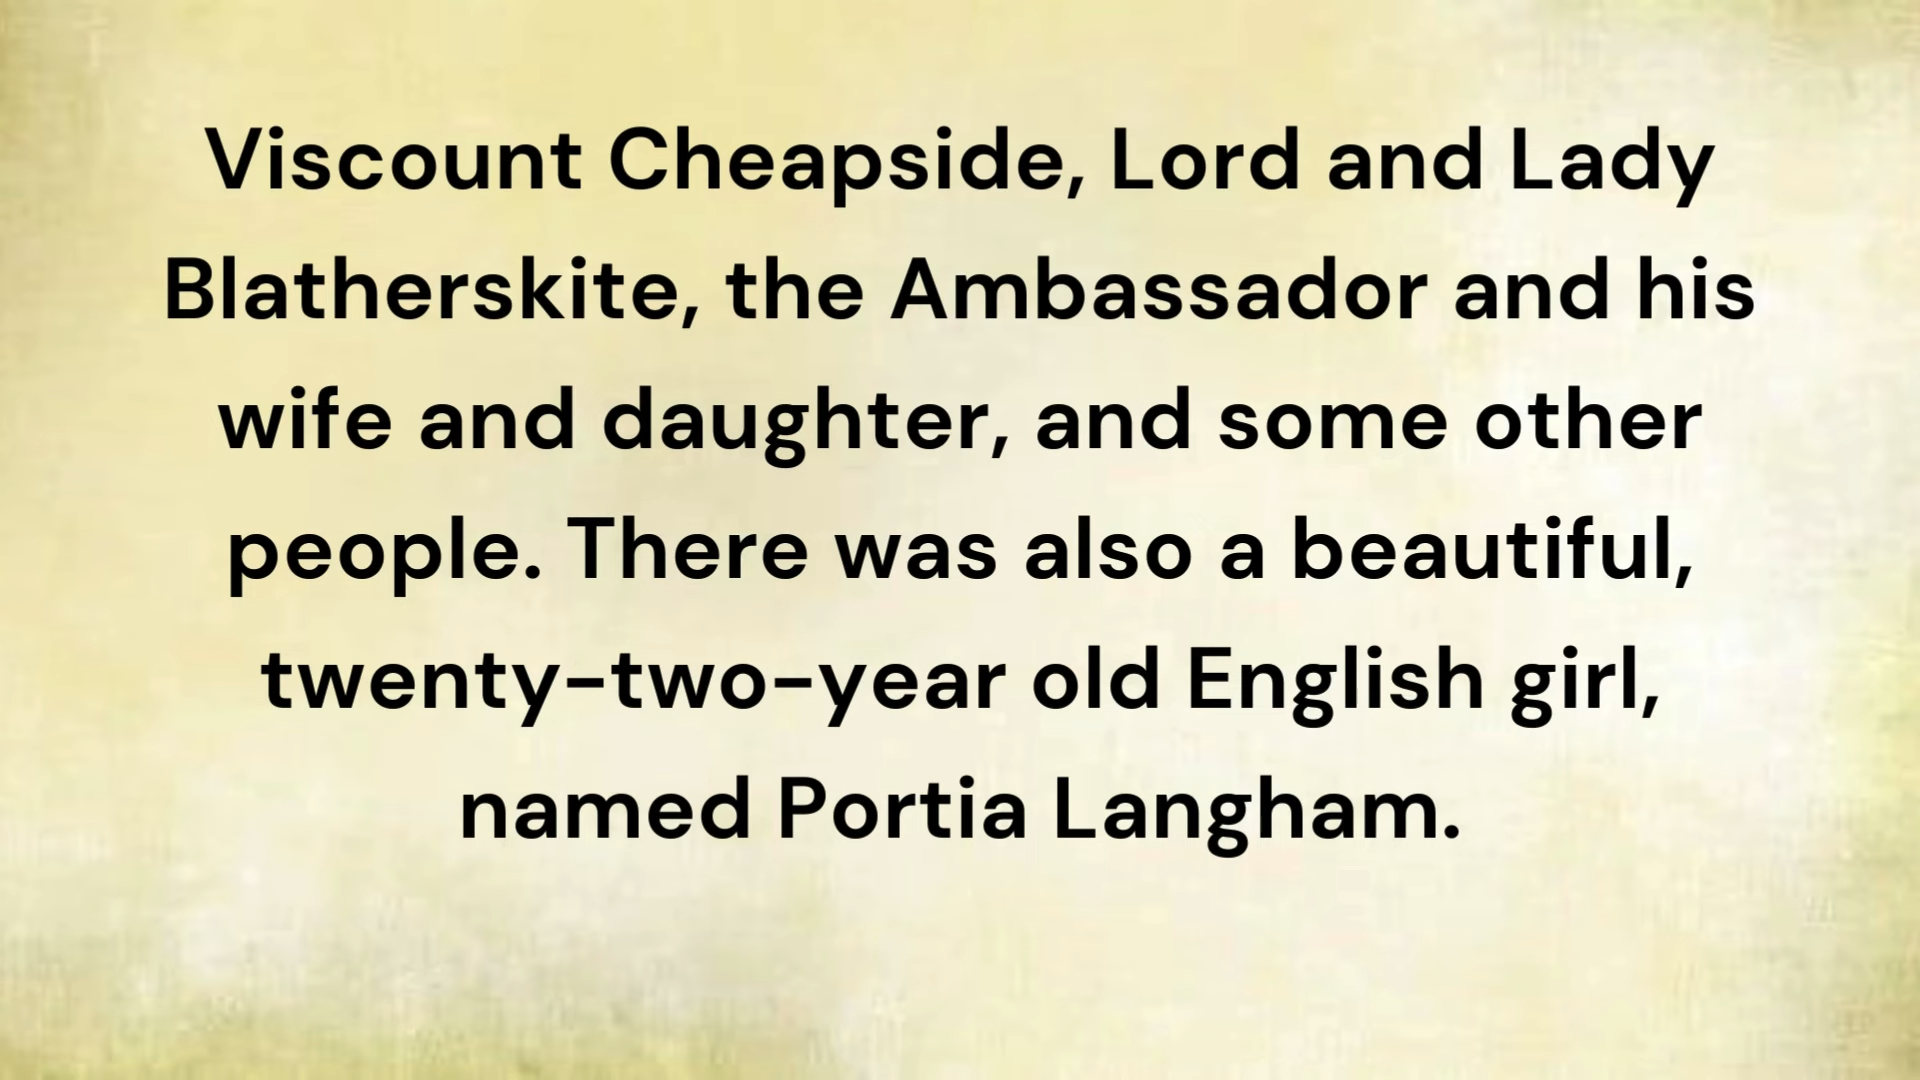 Viscount Cheapside, Lord and Lady
Blatherskite, the Ambassador and his
wife and daughter, and some other
people. There was also a beautiful,
twenty-two-year old English girl,
named Portia Langham.